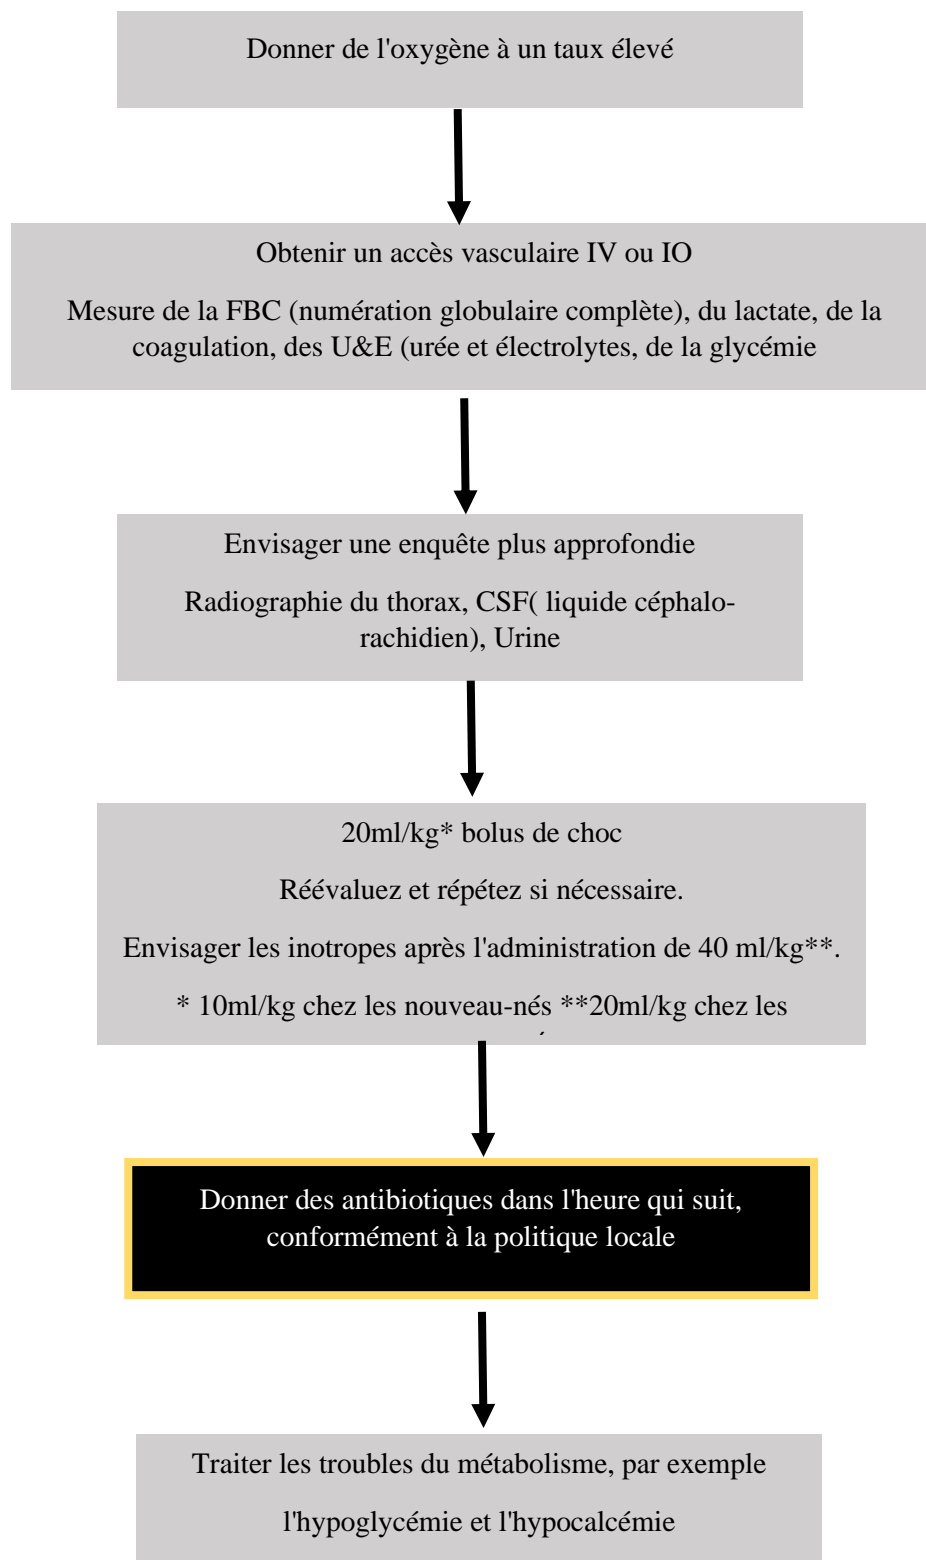 Donner de l'oxygène à un taux élevé
Obtenir un accès vasculaire IV ou IO
Mesure de la FBC (numération globulaire complète), du lactate, de la
coagulation, des U&E (urée et électrolytes, de la glycémie
Envisager une enquête plus approfondie
Radiographie du thorax, CSF( liquide céphalo-
rachidien), Urine
20ml/kg* bolus de choc
Réévaluez et répétez si nécessaire.
Envisager les inotropes après l'administration de 40 ml/kg**.
* 10ml/kg chez les nouveau-nés **20ml/kg chez les
Donner des antibiotiques dans l'heure qui suit,
conformément à la politique locale
Traiter les troubles du métabolisme, par exemple
l'hypoglycémie et l'hypocalcémie